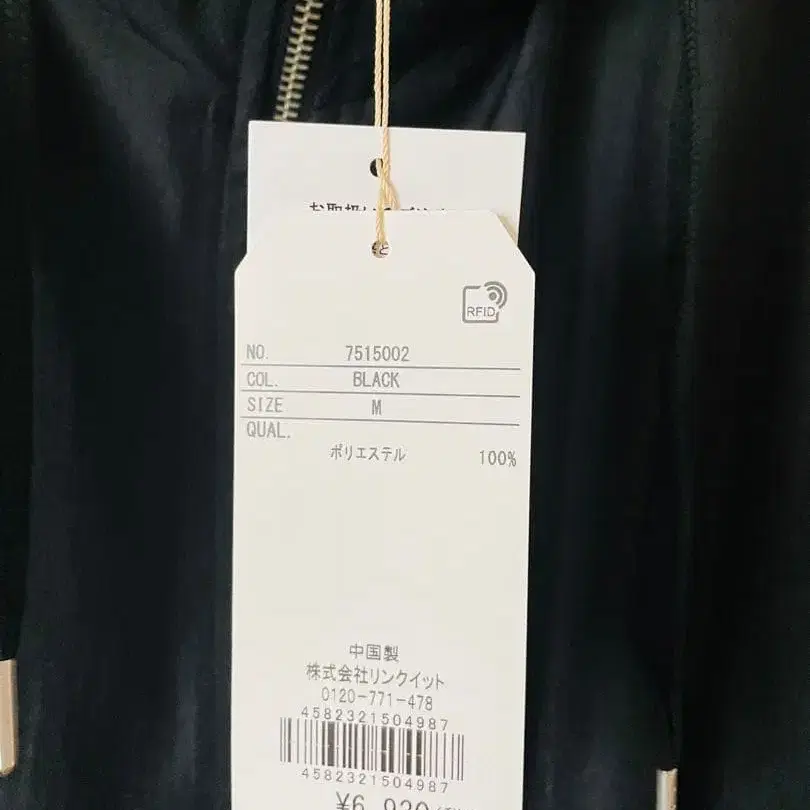 RFID
NO. 7515002
COL. BLACK
SIZE M
QUAL.
ポリエステル 100%
中国製
株式会社リンクイット
0120-771-478
4582321504987
4582321504987